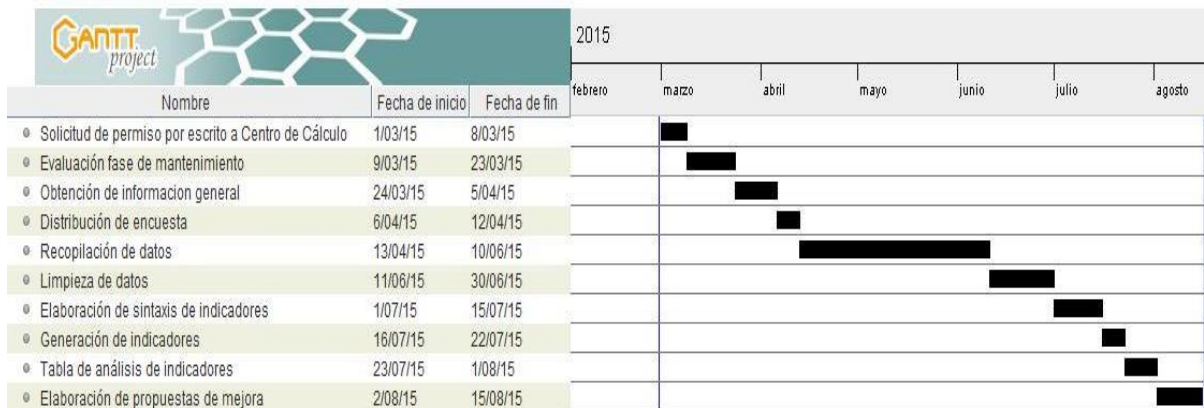 GANTT
project
2015
febrero marzo abril mayo junio julio agosto
Nombre Fecha de inicio Fecha de fin
Solicitud de permiso por escrito a Centro de Cálculo 1/03/15 8/03/15
Evaluación fase de mantenimiento 9/03/15 23/03/15
Obtención de informacion general 24/03/15 5/04/15
Distribución de encuesta 6/04/15 12/04/15
Recopilación de datos 13/04/15 10/06/15
Limpieza de datos 11/06/15 30/06/15
Elaboración de sintaxis de indicadores 1/07/15 15/07/15
Generación de indicadores 16/07/15 22/07/15
Tabla de análisis de indicadores 23/07/15 1/08/15
Elaboración de propuestas de mejora 2/08/15 15/08/15